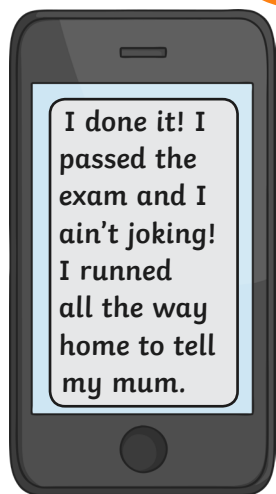 I done it! I
passed the
exam and I
ain't joking!
I runned
all the way
home to tell
my mum.